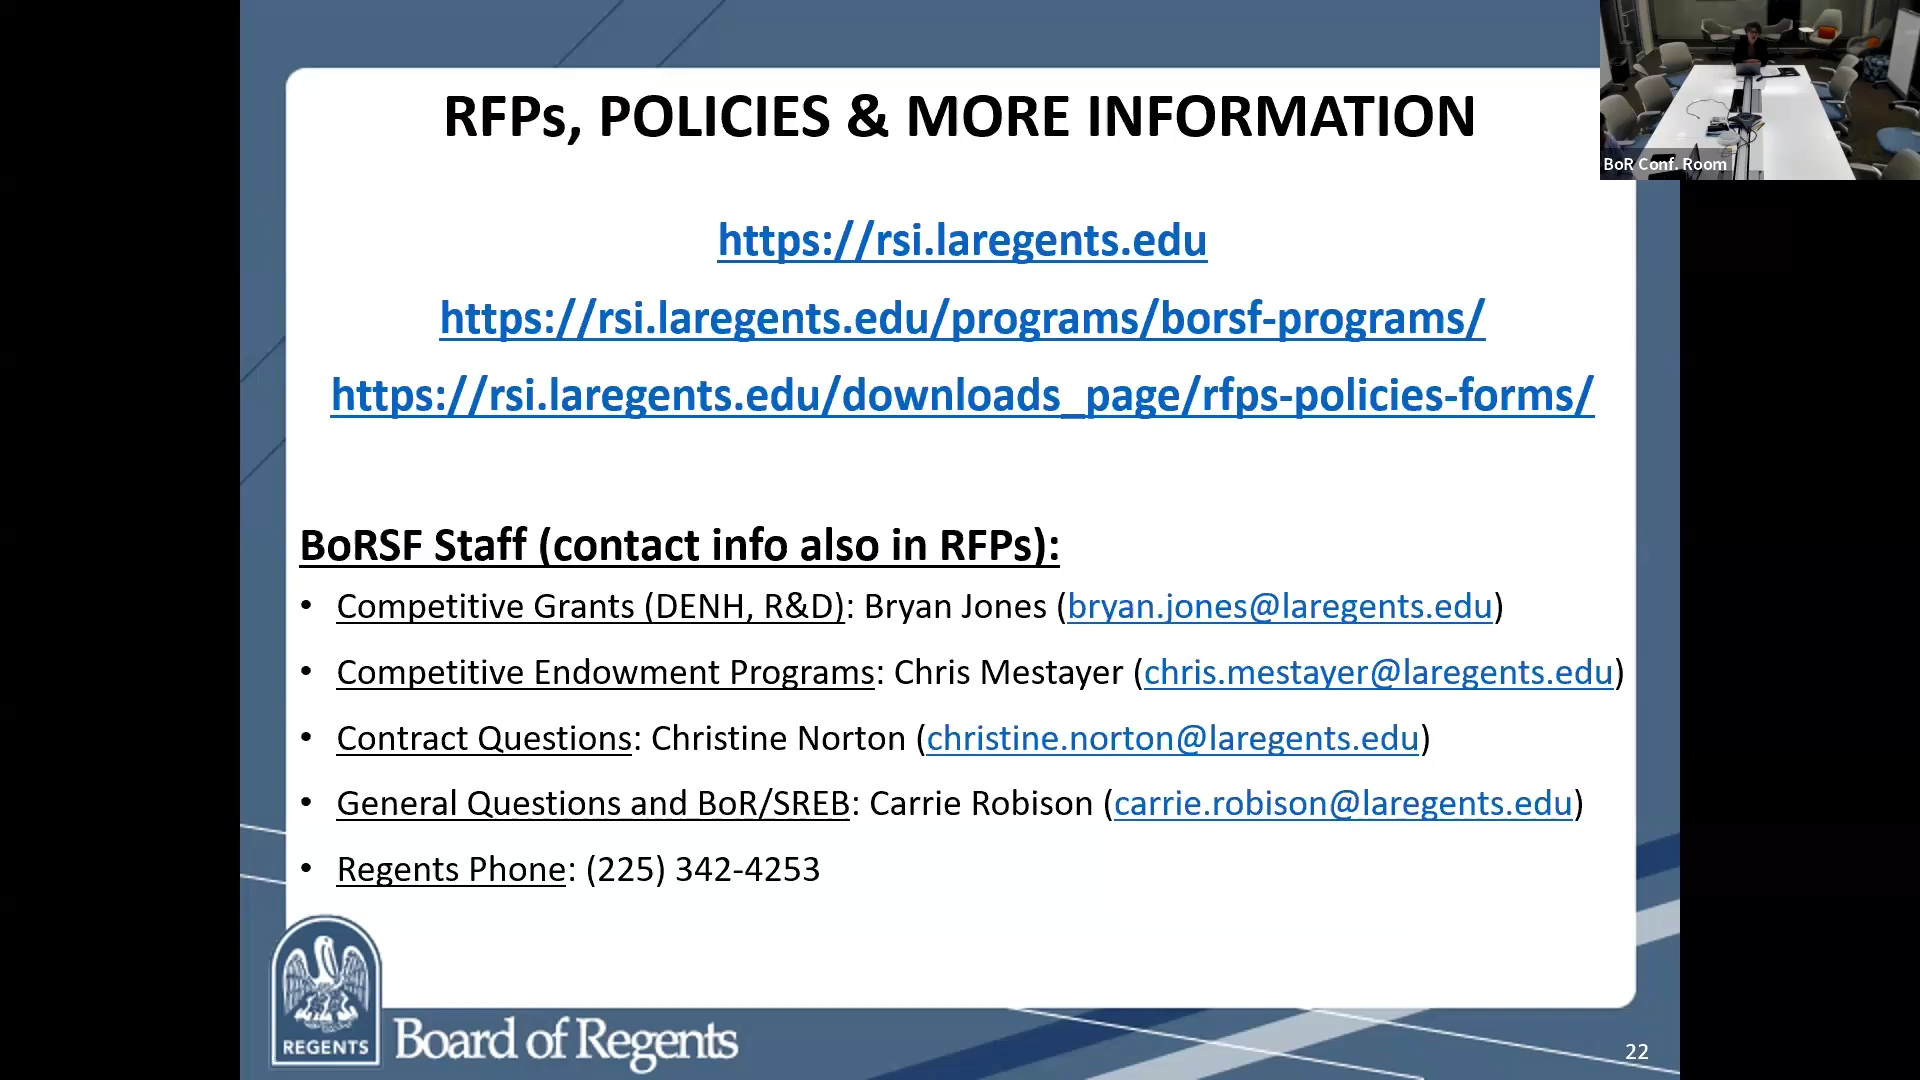 RFPs, POLICIES & MORE INFORMATION
BoR Conf. Room
https://rsi.laregents.edu
https://rsi.laregents.edu/programs/borsf-programs/
https://rsi.laregents.edu/downloads_page/rfps-policies-forms/
BoRSF Staff (contact info also in RFPs):
• Competitive Grants (DENH, R&D): Bryan Jones (bryan.jones@laregents.edu)
• Competitive Endowment Programs: Chris Mestayer (chris.mestayer@laregents.edu)
• Contract Questions: Christine Norton (christine.norton@laregents.edu)
• General Questions and BoR/SREB: Carrie Robison (carrie.robison@laregents.edu)
• Regents Phone: (225) 342-4253
REGENTS
Board of Regents
22